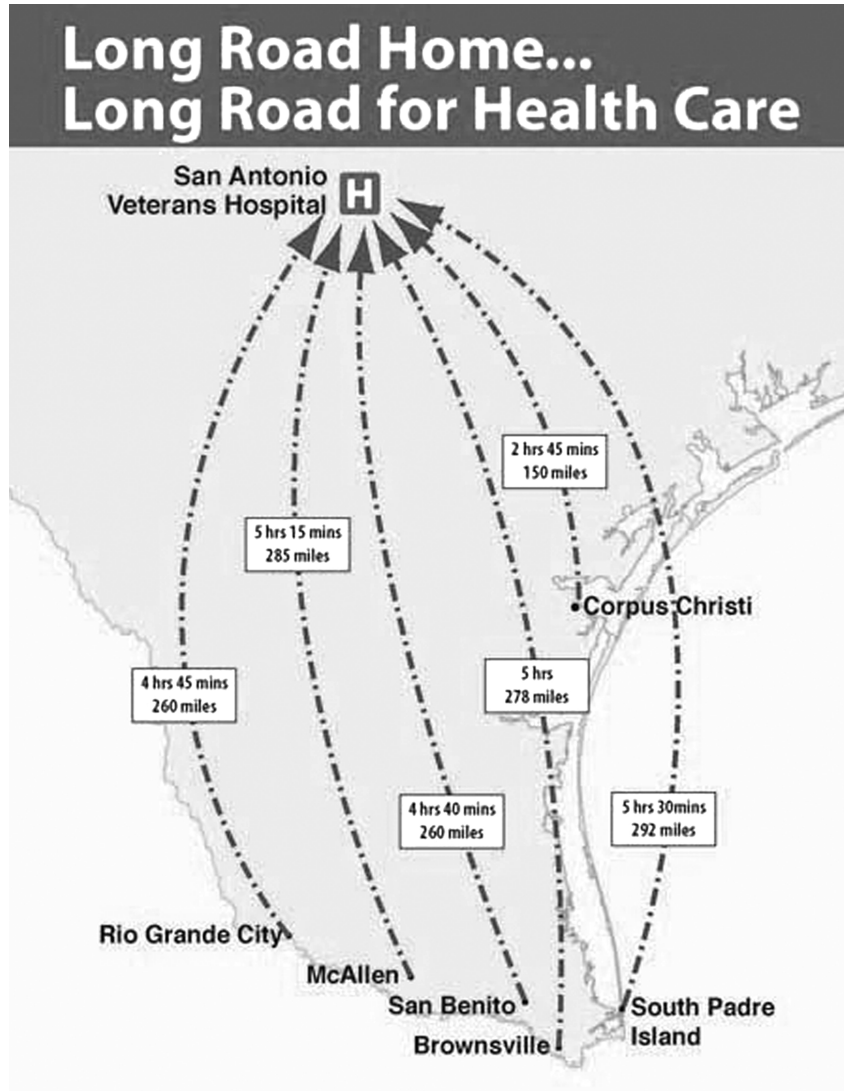 Long Road Home...
Long Road for Health Care
San Antonio
Veterans Hospital
H
2 hrs 45 mins
150 miles
5 hrs 15 mins
285 miles
Corpus Christi
4 hrs 45 mins
260 miles
5 hrs
278 miles
4 hrs 40 mins
260 miles
5 hrs 30mins
292 miles
Rio Grande City
McAllen
San Benito
Brownsville
South Padre
Island